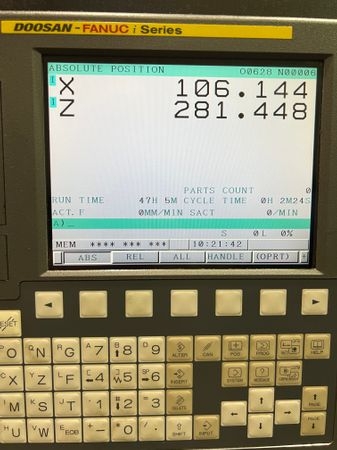 DOOSAN-FANUC i Series
ABSOLUTE POSITION O0628 N00006
I X 106.144
I Z 281.448
PARTS COUNT 0
RUN TIME 47H 5M CYCLE TIME 0H 2M24S
ACT.F 0MM/MIN SACT 0/MIN
A)_
S 0L 0%
MEM **** *** *** 10:21:42
ABS REL ALL HANDLE (OPRT)
RESET
O N G 7 8 9 ALTER CAN POS PROG HELP
X Z F 4 5 6 INSERT SYSTEM MESSAGE
M S T 1 2 3 DELETE PAGE
U W EOB - 0 . / SHIFT INPUT PAGE